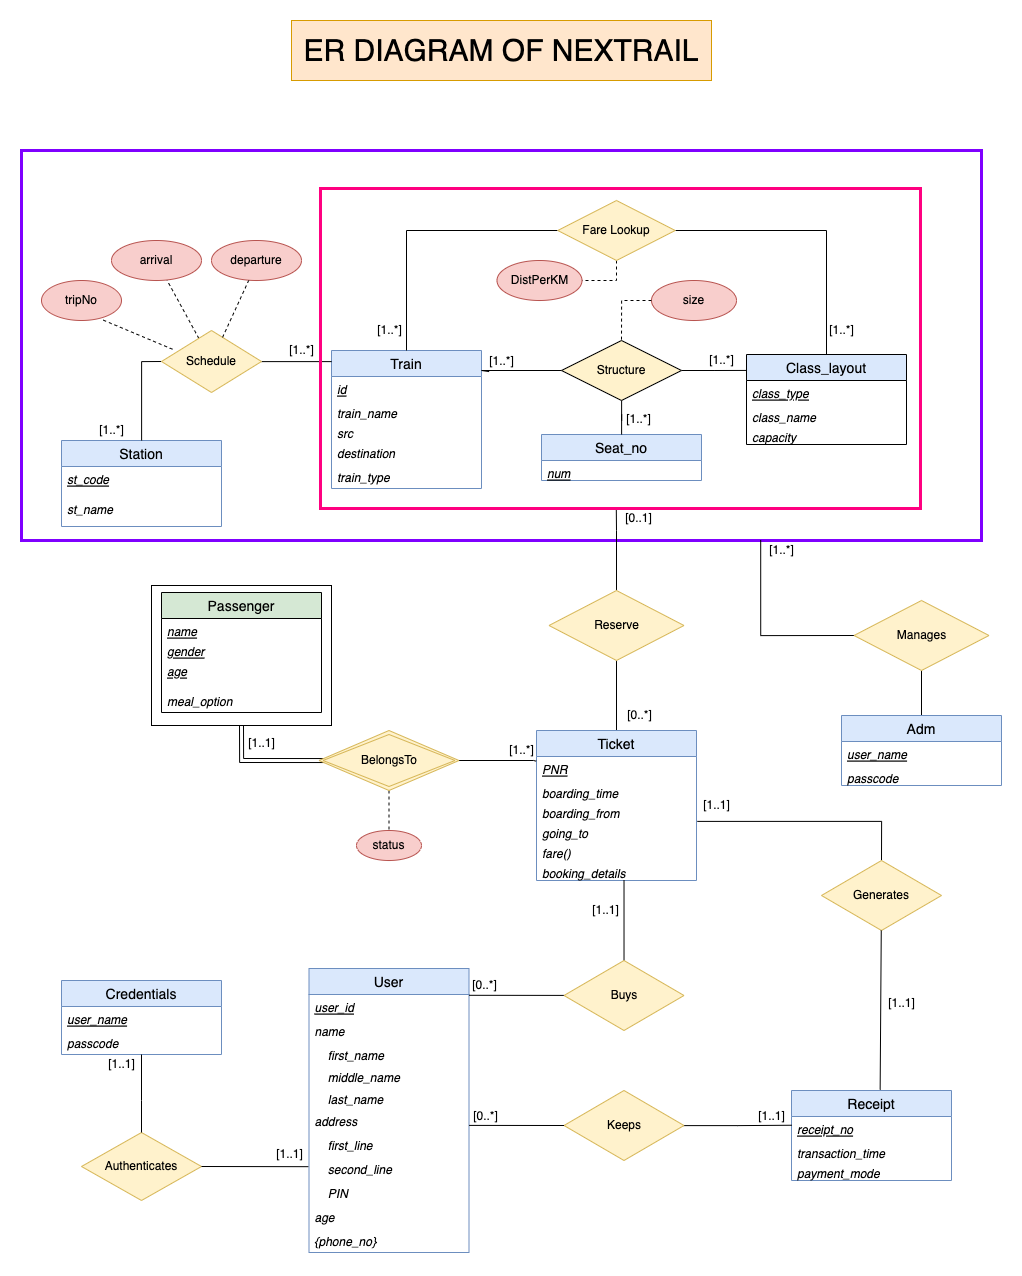 ER DIAGRAM OF NEXTRAIL
Fare Lookup
arrival
departure
DistPerKM
tripNo
size
[1..*]
[1..*]
[1..*]
Schedule
Train
[1..*]
Structure
[1..*]
Class_layout
id
train_name
src
destination
train_type
class_type
class_name
capacity
[1..*]
[1..*]
Station
st_code
st_name
Seat_no
num
[0..1]
[1..*]
Passenger
name
gender
age
meal_option
Reserve
Manages
[0..*]
[1..1]
BelongsTo
[1..*]
Ticket
PNR
boarding_time
boarding_from
going_to
fare()
booking_details
Adm
user_name
passcode
status
[1..1]
Generates
[1..1]
[0..*]
Buys
[1..1]
Credentials
user_name
passcode
[1..1]
User
user_id
name
first_name
middle_name
last_name
address
first_line
second_line
PIN
age
{phone_no}
[0..*]
Keeps
[1..1]
Receipt
receipt_no
transaction_time
payment_mode
Authenticates
[1..1]